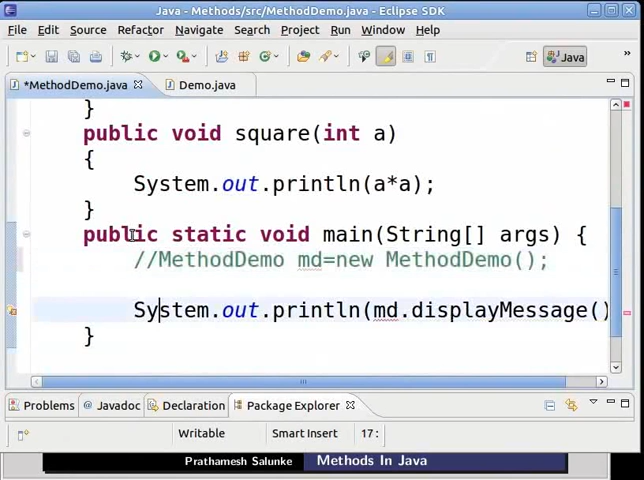 Java - Methods/src/MethodDemo.java - Eclipse SDK
File Edit Source Refactor Navigate Search Project Run Window Help
Java
*MethodDemo.java Demo.java
}
public void square(int a)
{
System.out.println(a*a);
}
public static void main(String[] args) {
//MethodDemo md=new MethodDemo();
System.out.println(md.displayMessage()
}
Problems Javadoc Declaration Package Explorer
Writable Smart Insert 17 :
Prathamesh Salunke Methods In Java